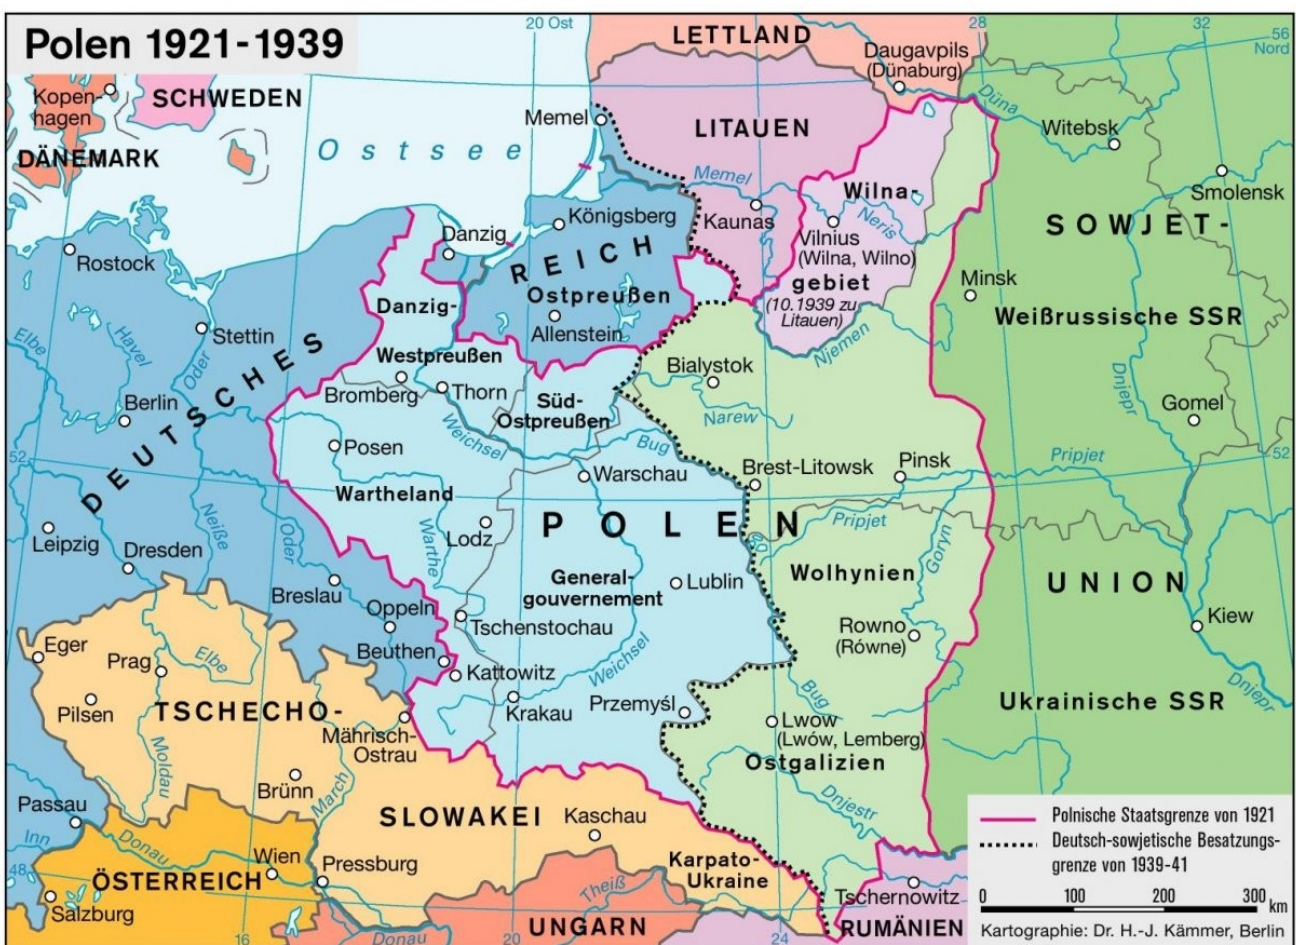 Polen 1921-1939
20 Ost
28
32
56
Nord
LETTLAND
Daugavpils
(Dünaburg)
Düna
Kopen-
hagen
SCHWEDEN
DÄNEMARK
Ostsee
Memel
LITAUEN
Witebsk
Smolensk
Memel
Kaunas
Wilna-
Neris
Vilnius
(Wilna, Wilno)
gebiet
(10.1939 zu
Litauen)
SOWJET-
Königsberg
Danzig
REICH
Ostpreußen
Allenstein
Rostock
Stettin
Danzig-
Westpreußen
Minsk
Weißrussische SSR
Njemen
Elbe
Havel
Oder
Berlin
DEUTSCHES
Bromberg
Thorn
Süd-
Ostpreußen
Bialystok
Narew
Dnjepr
Gomel
52
Posen
Weichsel
Bug
Warschau
Brest-Litowsk
Pinsk
Pripjet
52
Wartheland
Warthe
Lodz
POLEN
Pripjet
Goryn
Leipzig
Dresden
Neiße
Oder
Breslau
General-
gouvernement
Lublin
Wolhynien
UNION
Oppeln
Tschenstochau
Rowno
(Równe)
Kiew
Eger
Prag
Elbe
Beuthen
Kattowitz
Weichsel
Dnjepr
Pilsen
TSCHECHO-
Krakau
Przemyśl
Bug
Lwow
(Lwów, Lemberg)
Ukrainische SSR
Moldau
Mährisch-
Ostrau
Ostgalizien
Brünn
March
Dnjestr
Passau
SLOWAKEI
Kaschau
Inn
Donau
Wien
Pressburg
Karpato-
Ukraine
48
ÖSTERREICH
Theiß
Tschernowitz
Salzburg
UNGARN
RUMÄNIEN
16
Donau
20
24
Polnische Staatsgrenze von 1921
Deutsch-sowjetische Besatzungs-
grenze von 1939-41
0 100 200 300 km
Kartographie: Dr. H.-J. Kämmer, Berlin